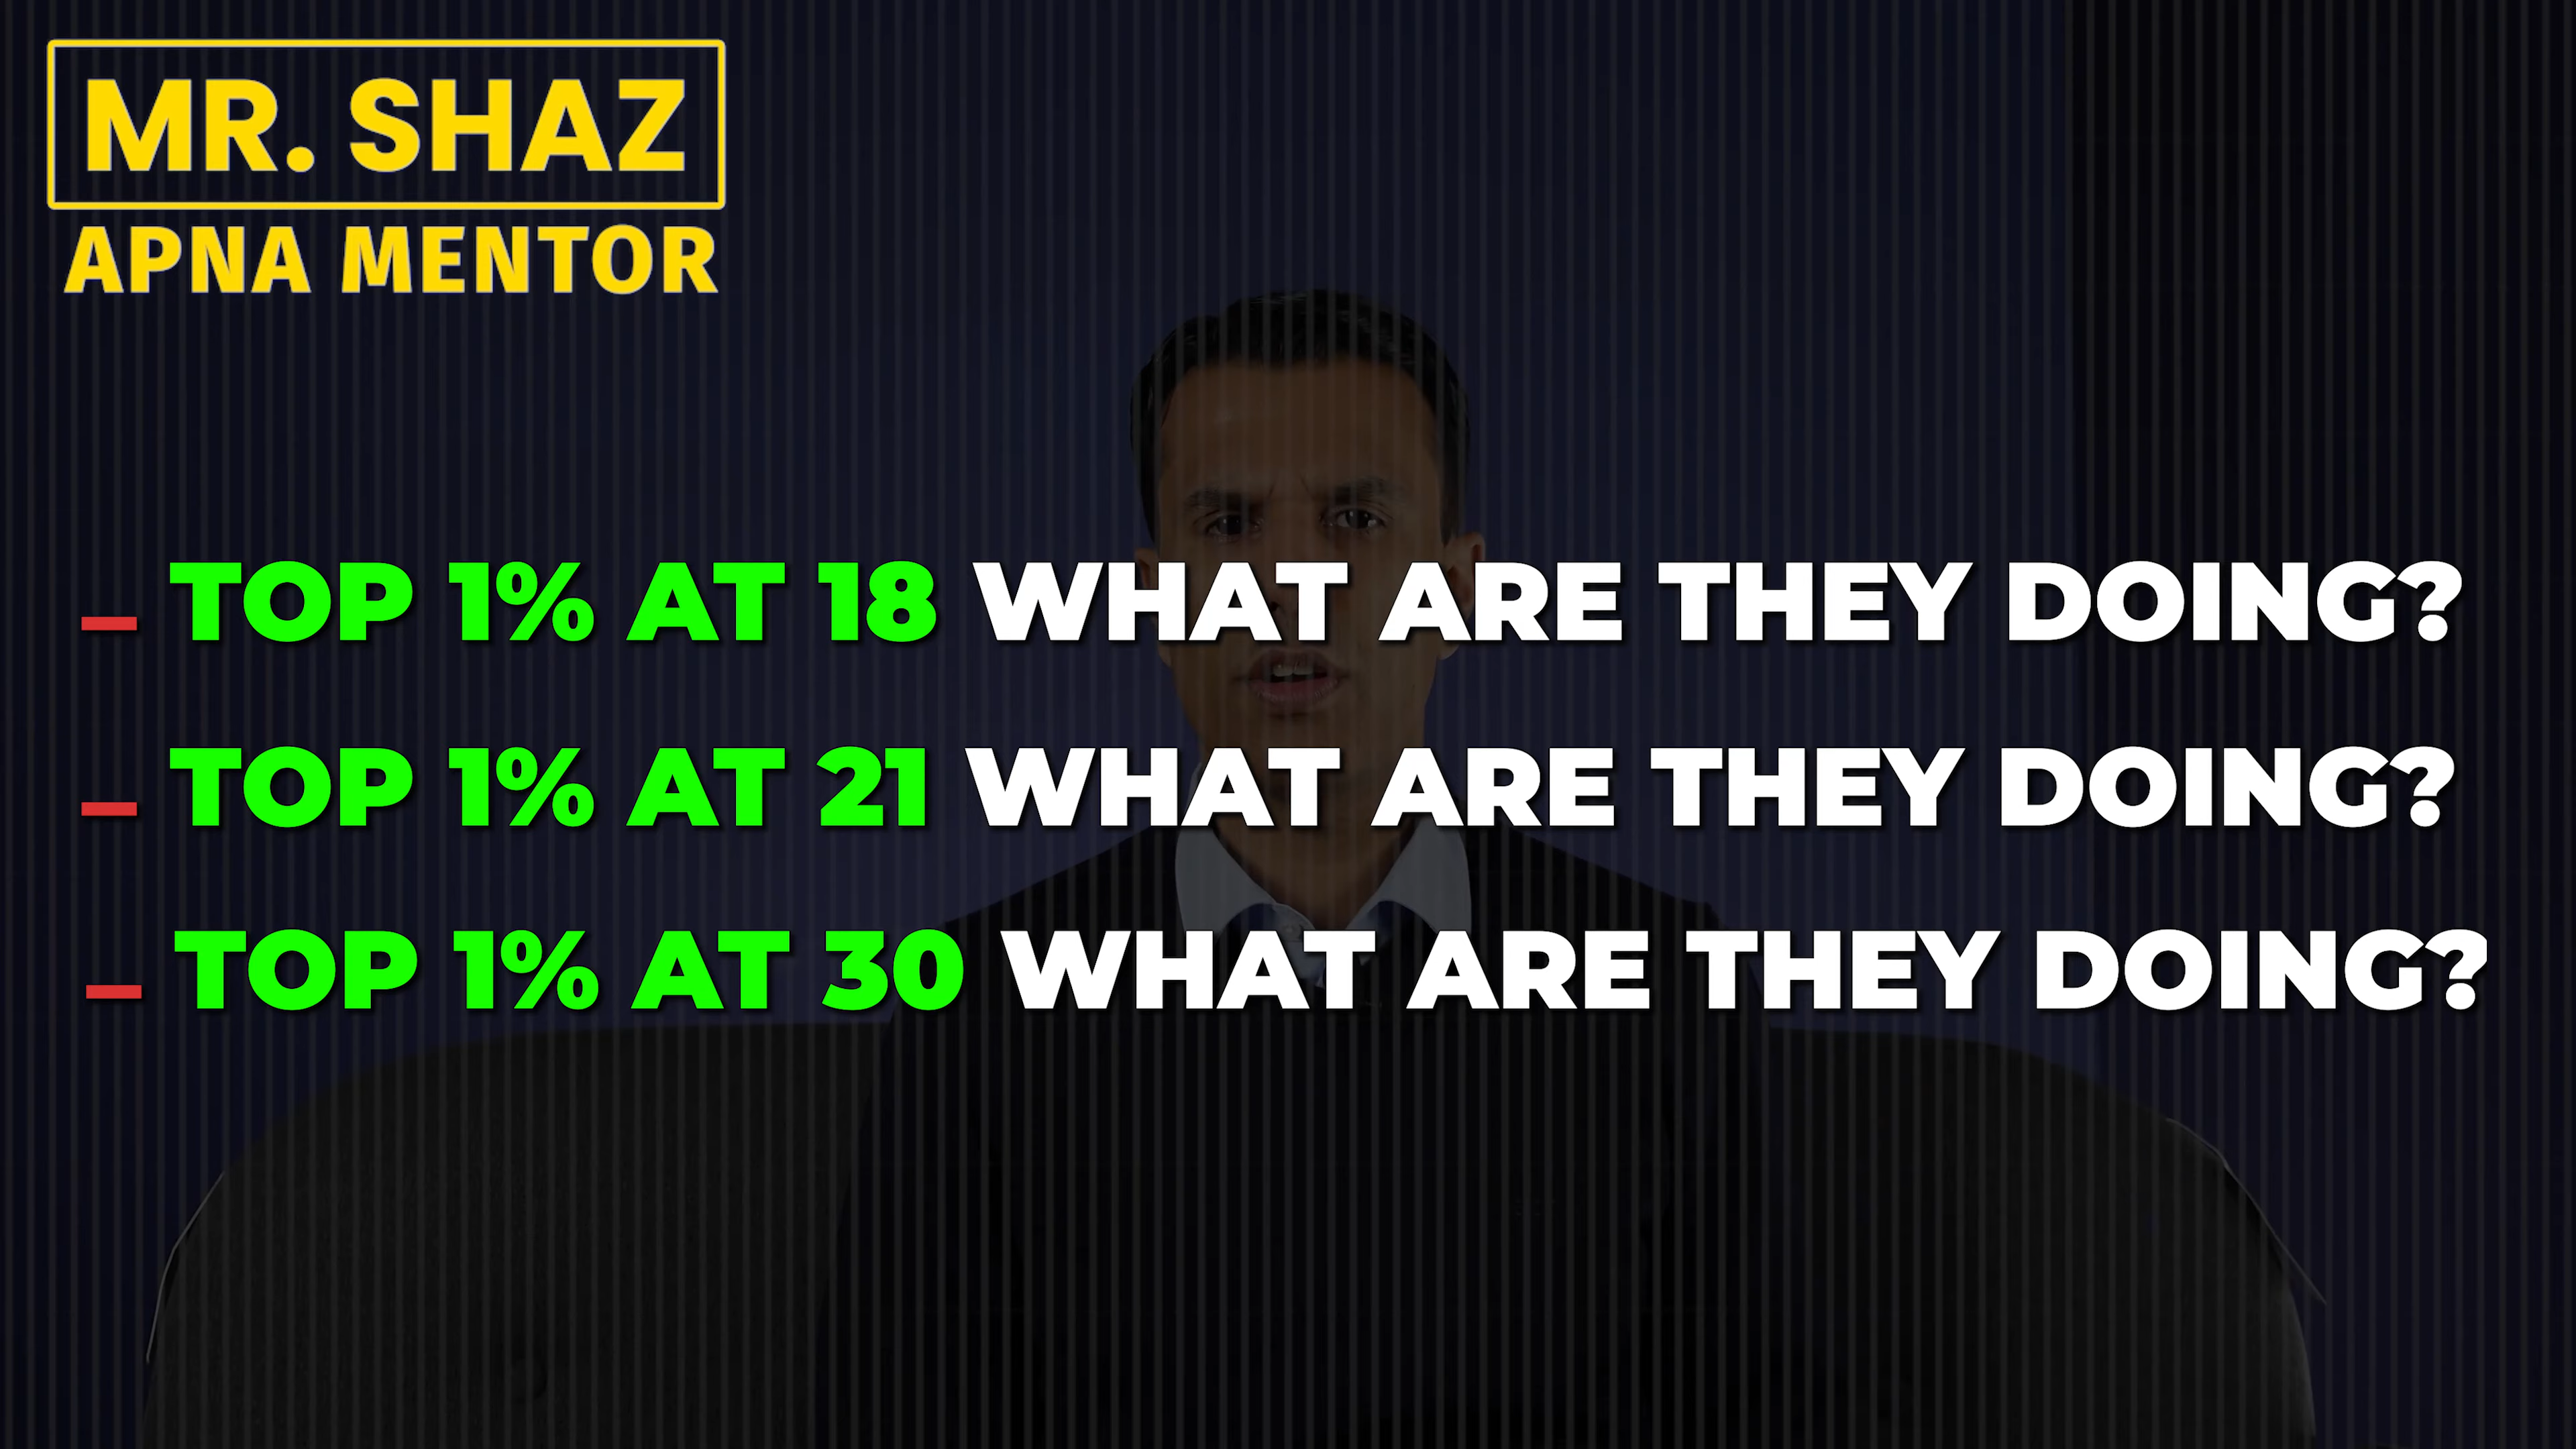 MR. SHAZ
APNA MENTOR
_ TOP 1% AT 18 WHAT ARE THEY DOING?
_ TOP 1% AT 21 WHAT ARE THEY DOING?
_ TOP 1% AT 30 WHAT ARE THEY DOING?